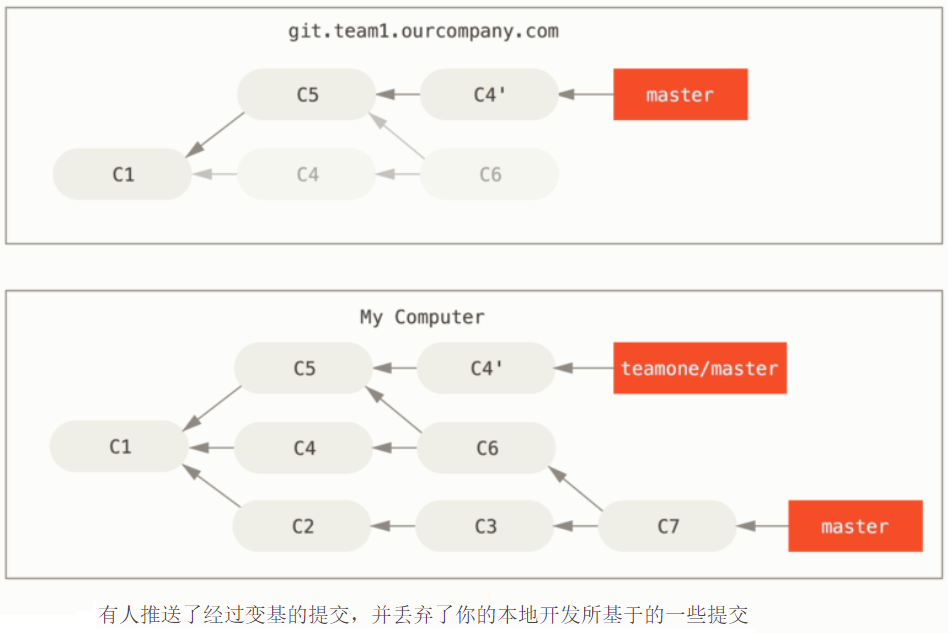 git.team1.ourcompany.com
C5
C4'
master
C1
C4
C6
My Computer
C5
C4'
teamone/master
C1
C4
C6
C2
C3
C7
master
有人推送了经过变基的提交，并丢弃了你的本地开发所基于的一些提交